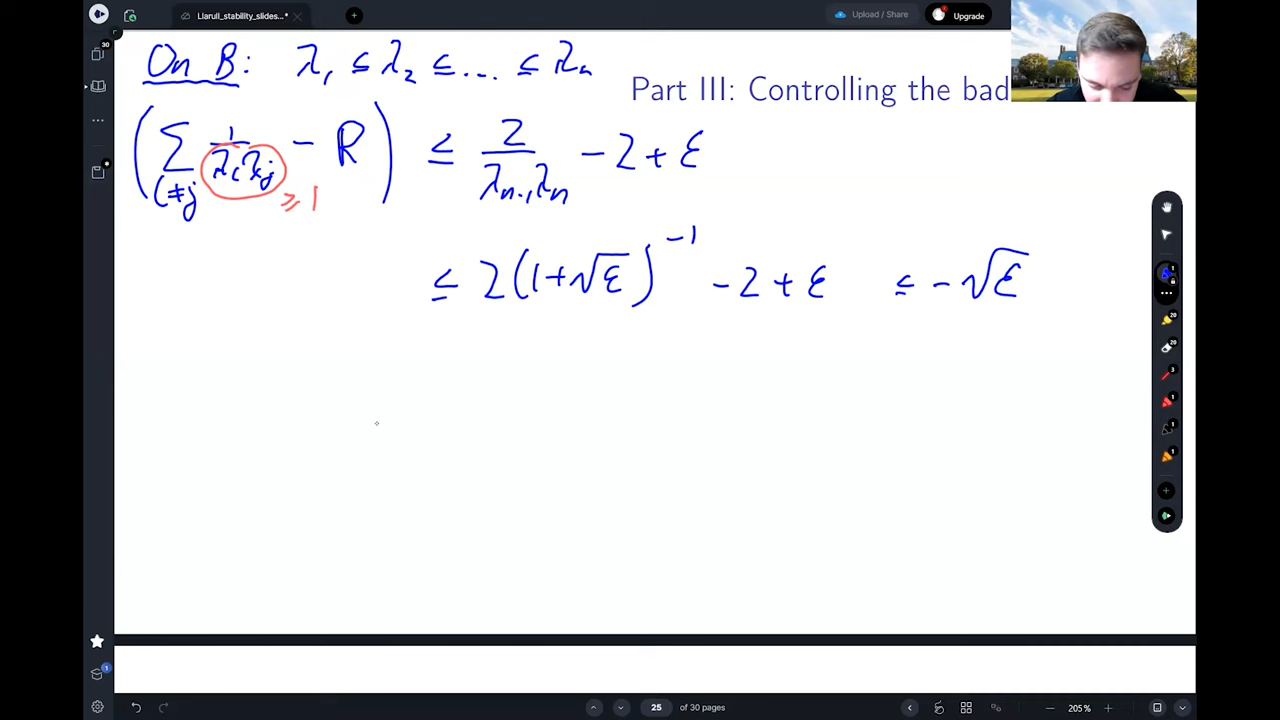 Llarull_stability_slides...*
Upload / Share
Upgrade
On B: λ₁ ≤ λ₂ ≤ ... ≤ λₙ
Part III: Controlling the bad
(∑_{i≠j} 1/(λᵢλⱼ) − R) ≤ 2/(λₙ₋₁λₙ) − 2 + ε
≥ 1
≤ 2(1+√ε)⁻¹ − 2 + ε ≤ −√ε
25 of 30 pages
205 %